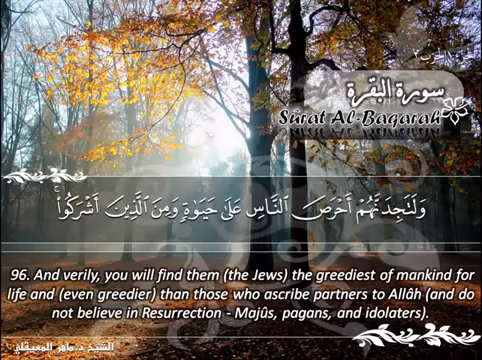 سورة البقرة
Sûrat Al-Baqarah
وَلَتَجِدَنَّهُمْ أَحْرَصَ ٱلنَّاسِ عَلَىٰ حَيَوٰةٍ وَمِنَ ٱلَّذِينَ أَشْرَكُوا۟ ۚ
96. And verily, you will find them (the Jews) the greediest of mankind for
life and (even greedier) than those who ascribe partners to Allâh (and do
not believe in Resurrection - Majûs, pagans, and idolaters).
الشيخ د. ماهر المعيقلي